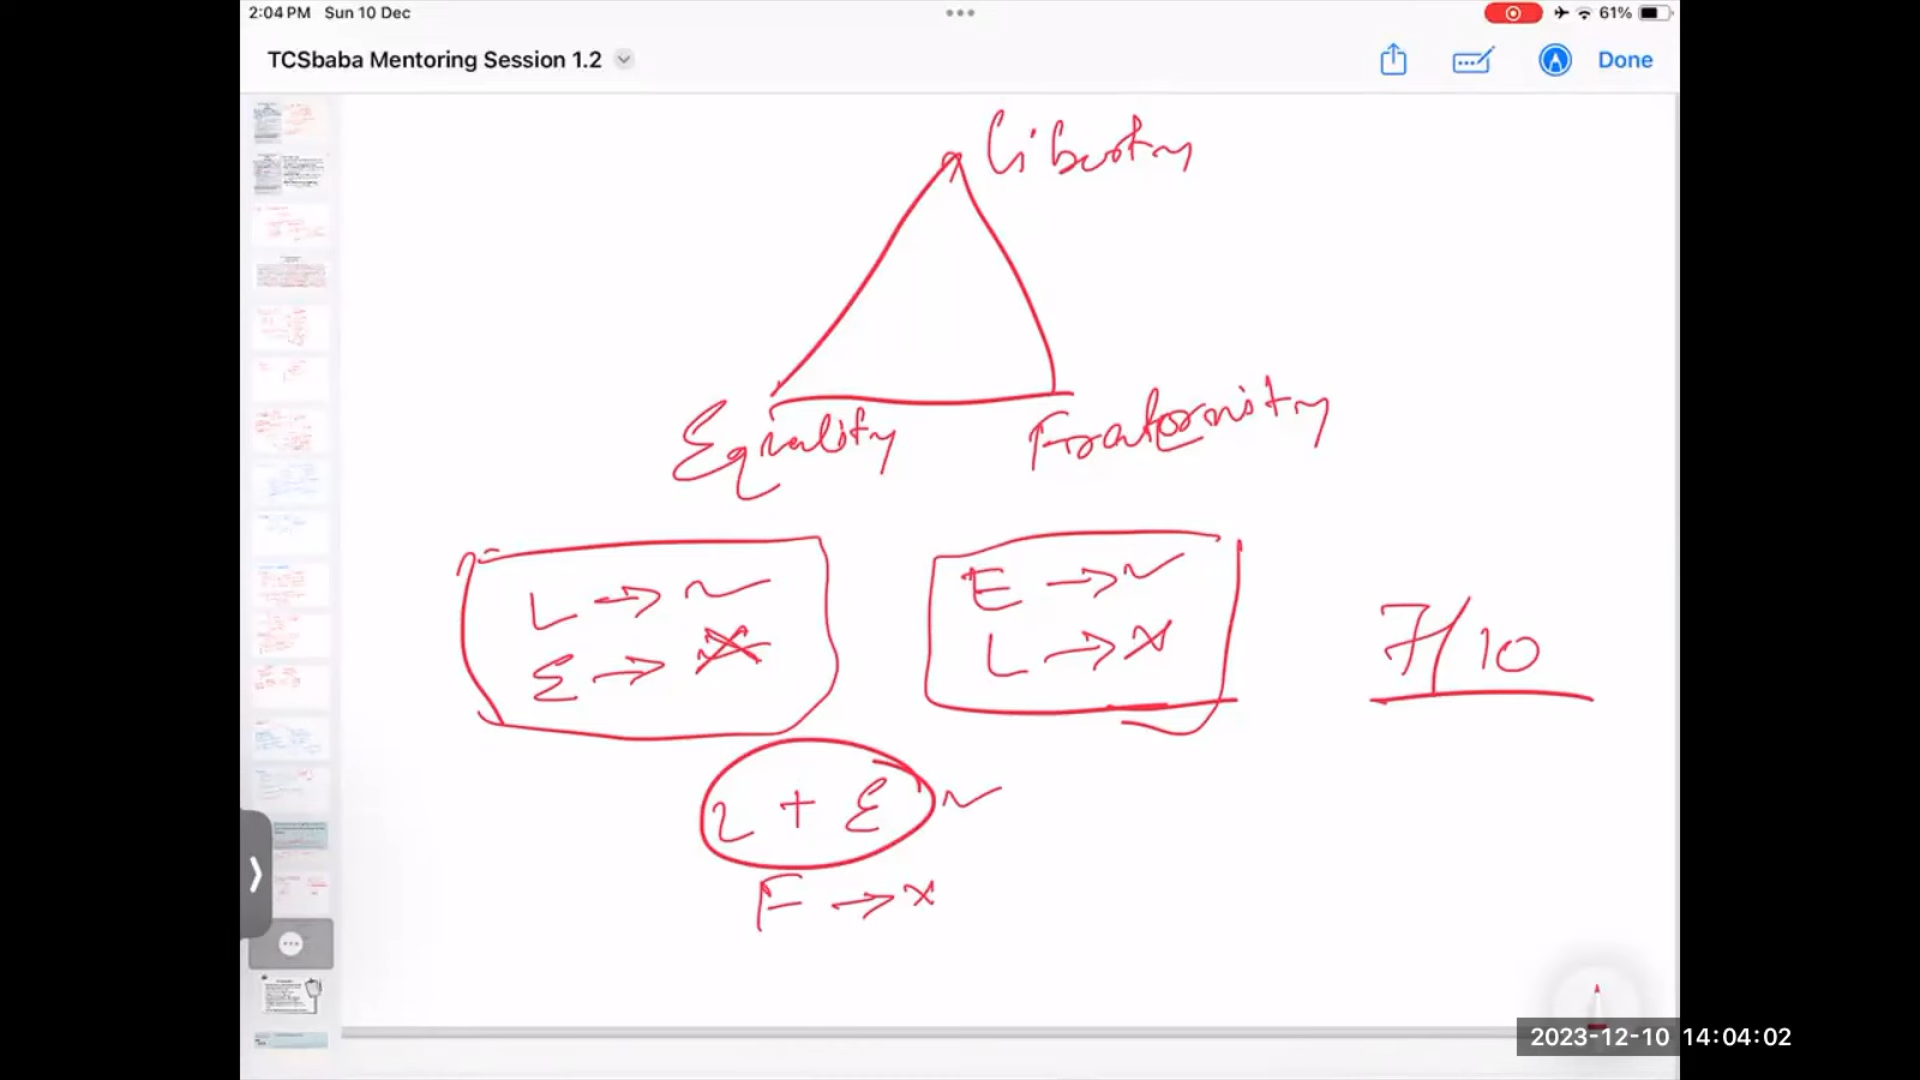 2:04 PM Sun 10 Dec
61%
TCSbaba Mentoring Session 1.2
Done
Liberty
Equality
Fraternity
L → ✓
E → ✗
E → ✓
L → ✗
7/10
L + E ✓
F → ✗
2023-12-10 14:04:02